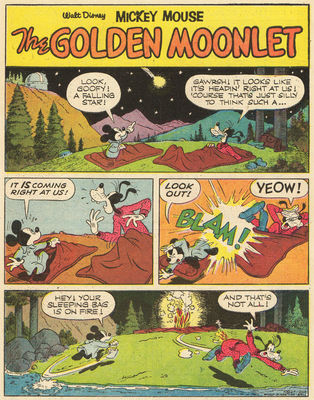 Walt Disney MICKEY MOUSE
The GOLDEN MOONLET
LOOK,
GOOFY! A
FALLING
STAR!
GAWRSH! IT LOOKS LIKE
IT'S HEADIN' RIGHT AT US!
COURSE THAT'S JUST SILLY
TO THINK SUCH A...
IT IS COMING
RIGHT AT US!
LOOK
OUT!
BLAM!
YEOW!
HEY! YOUR
SLEEPING BAG
IS ON FIRE!
AND THAT'S
NOT ALL!